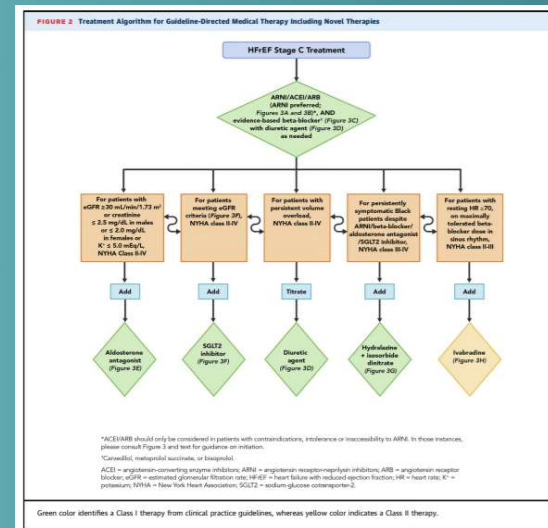 FIGURE 2 Treatment Algorithm for Guideline-Directed Medical Therapy Including Novel Therapies
HFrEF Stage C Treatment
ARNI/ACEI/ARB
(ARNI preferred;
Figures 3A and 3B)*, AND
evidence-based beta-blocker† (Figure 3C)
with diuretic agent (Figure 3D)
as needed
For patients with
eGFR ≥30 mL/min/1.73 m²
or creatinine
≤ 2.5 mg/dL in males
or ≤ 2.0 mg/dL
in females or
K⁺ ≤ 5.0 mEq/L,
NYHA Class II-IV
For patients
meeting eGFR
criteria (Figure 3F),
NYHA class II-IV
For patients with
persistent volume
overload,
NYHA class II-IV
For persistently
symptomatic Black
patients despite
ARNI/beta-blocker/
aldosterone antagonist
/SGLT2 inhibitor,
NYHA class III-IV
For patients with
resting HR ≥70,
on maximally
tolerated beta-
blocker dose in
sinus rhythm,
NYHA class II-III
Add
Add
Titrate
Add
Add
Aldosterone
antagonist
(Figure 3E)
SGLT2
inhibitor
(Figure 3F)
Diuretic
agent
(Figure 3D)
Hydralazine
+ isosorbide
dinitrate
(Figure 3G)
Ivabradine
(Figure 3H)
*ACEI/ARB should only be considered in patients with contraindications, intolerance or inaccessibility to ARNI. In those instances,
please consult Figure 3 and text for guidance on initiation.
†Carvedilol, metoprolol succinate, or bisoprolol.
ACEI = angiotensin-converting enzyme inhibitors; ARNI = angiotensin receptor-neprilysin inhibitors; ARB = angiotensin receptor
blocker; eGFR = estimated glomerular filtration rate; HFrEF = heart failure with reduced ejection fraction; HR = heart rate; K⁺ =
potassium; NYHA = New York Heart Association; SGLT2 = sodium-glucose cotransporter-2.
Green color identifies a Class I therapy from clinical practice guidelines, whereas yellow color indicates a Class II therapy.